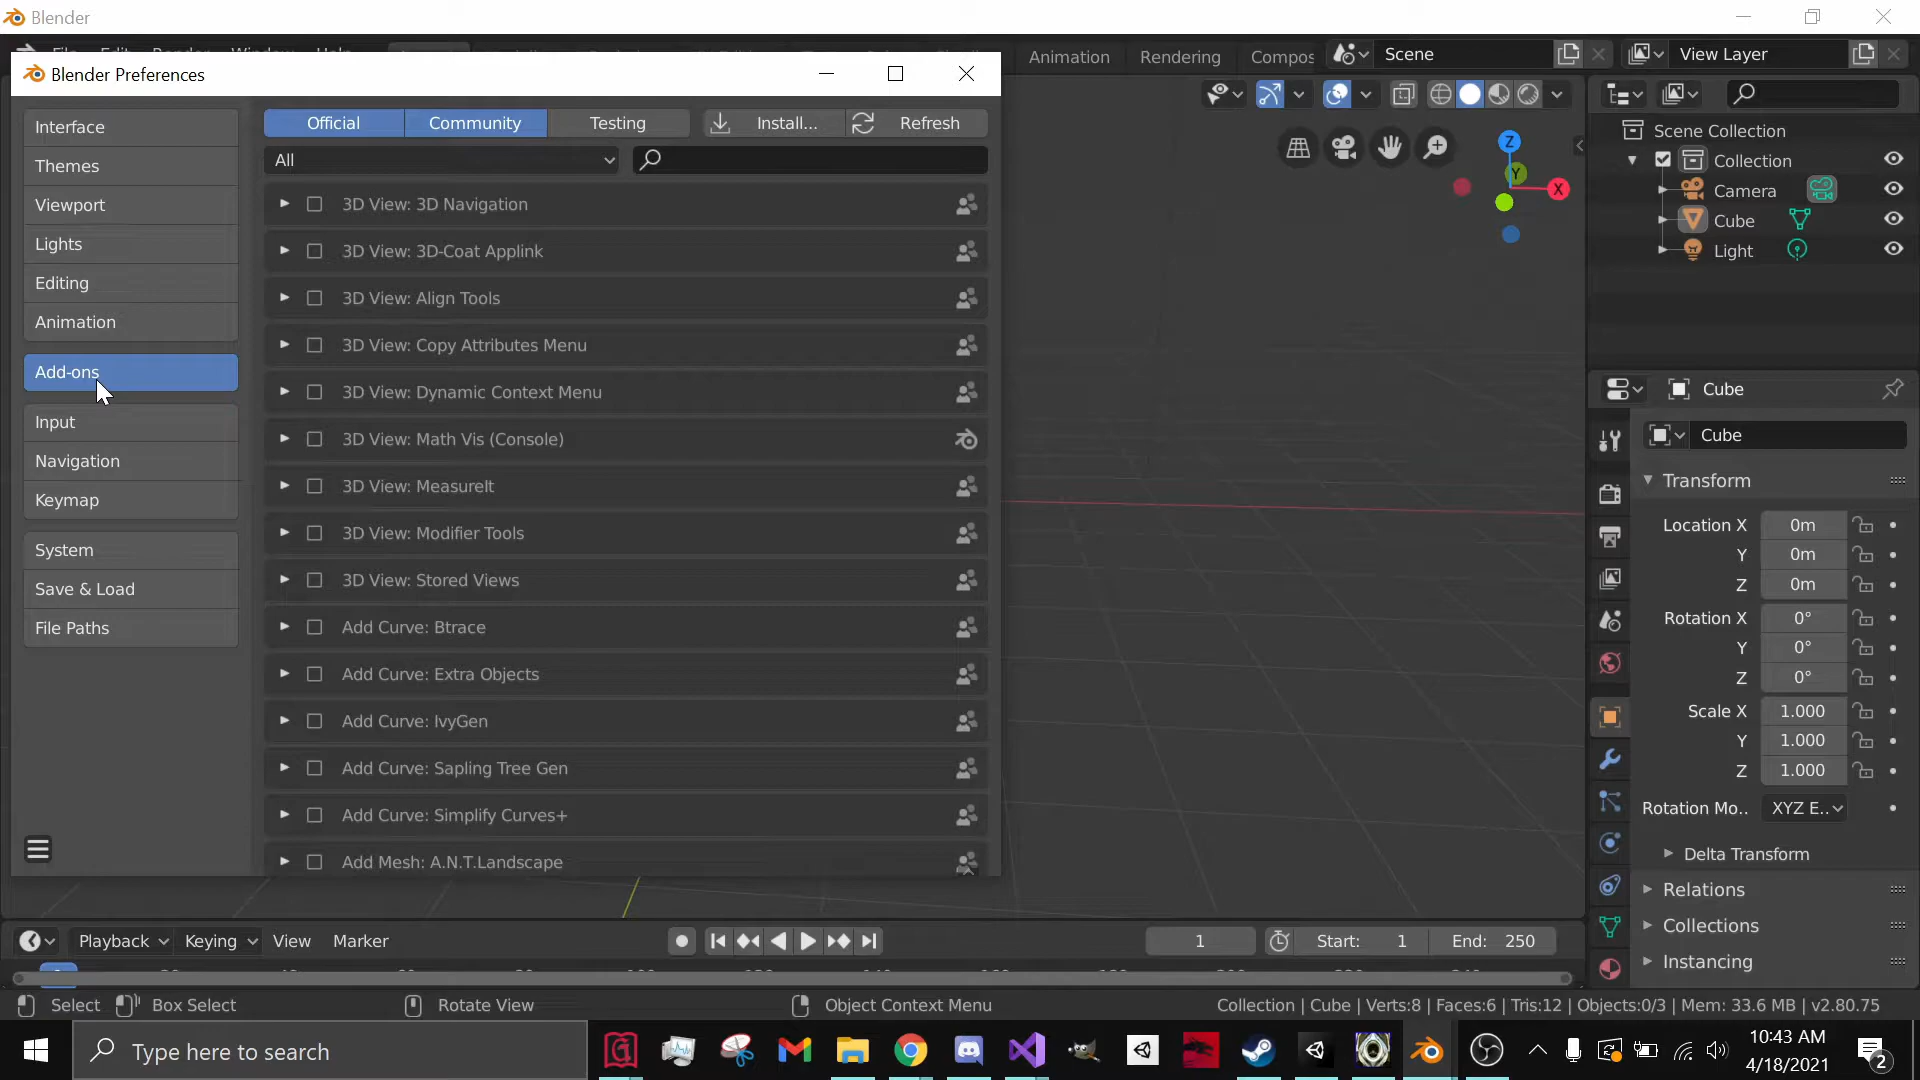 Blender
Animation
Rendering
Compos
Scene
View Layer
Blender Preferences
Interface
Themes
Viewport
Lights
Editing
Animation
Add-ons
Input
Navigation
Keymap
System
Save & Load
File Paths
Official
Community
Testing
Install...
Refresh
All
3D View: 3D Navigation
3D View: 3D-Coat Applink
3D View: Align Tools
3D View: Copy Attributes Menu
3D View: Dynamic Context Menu
3D View: Math Vis (Console)
3D View: MeasureIt
3D View: Modifier Tools
3D View: Stored Views
Add Curve: Btrace
Add Curve: Extra Objects
Add Curve: IvyGen
Add Curve: Sapling Tree Gen
Add Curve: Simplify Curves+
Add Mesh: A.N.T.Landscape
Z
Y
X
Scene Collection
Collection
Camera
Cube
Light
Cube
Cube
Transform
Location X 0m
Y 0m
Z 0m
Rotation X 0°
Y 0°
Z 0°
Scale X 1.000
Y 1.000
Z 1.000
Rotation Mo.. XYZ E..
Delta Transform
Relations
Collections
Instancing
Playback Keying View Marker
1
Start: 1
End: 250
Select Box Select Rotate View Object Context Menu
Collection | Cube | Verts:8 | Faces:6 | Tris:12 | Objects:0/3 | Mem: 33.6 MB | v2.80.75
Type here to search
10:43 AM
4/18/2021
2